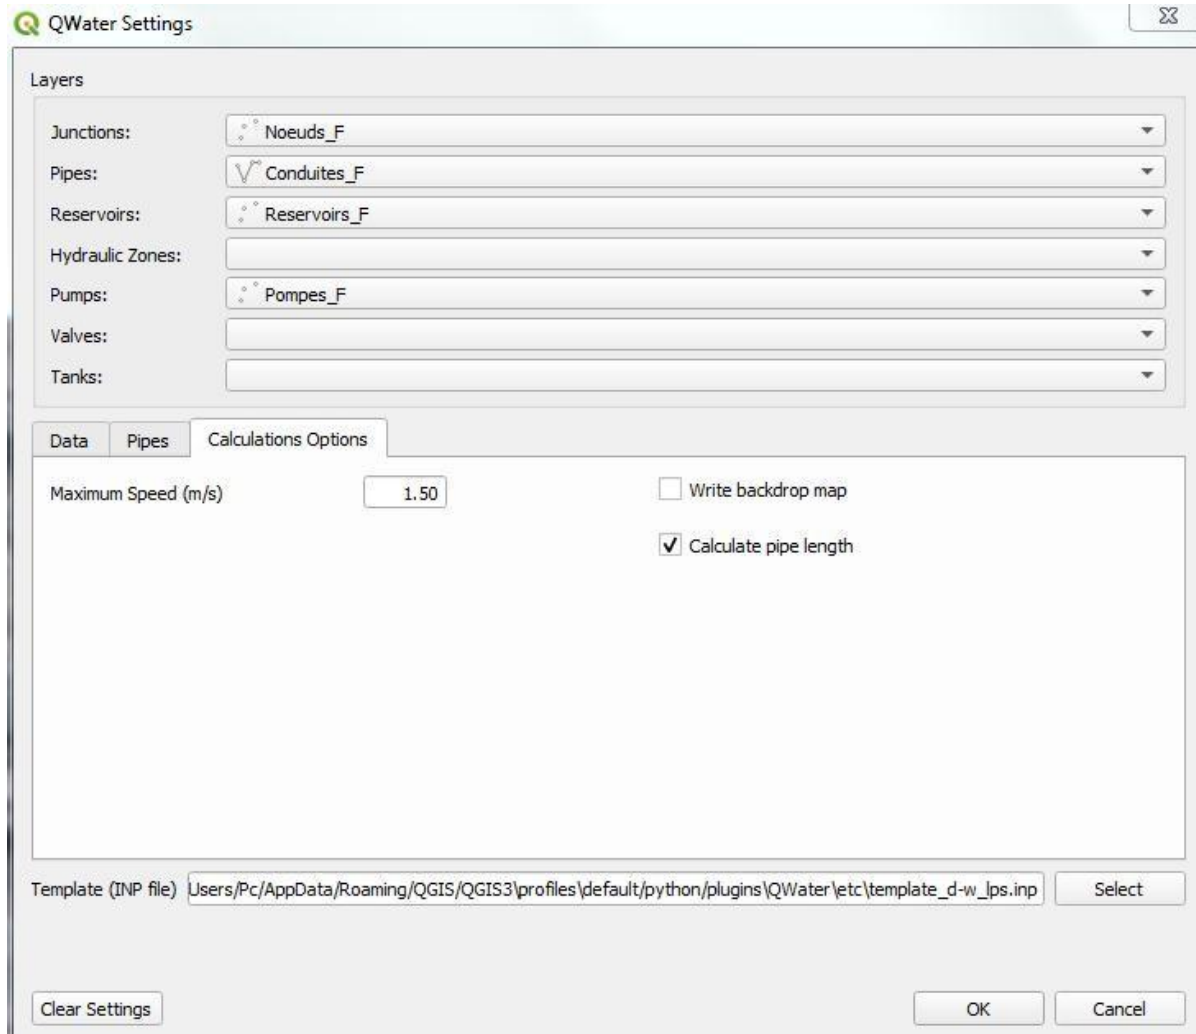 QWater Settings
Layers
Junctions: Noeuds_F
Pipes: Conduites_F
Reservoirs: Reservoirs_F
Hydraulic Zones:
Pumps: Pompes_F
Valves:
Tanks:
Data Pipes Calculations Options
Maximum Speed (m/s) 1.50 Write backdrop map
Calculate pipe length
Template (INP file) Users/Pc/AppData/Roaming/QGIS/QGIS3\profiles\default/python/plugins\QWater\etc\template_d-w_lps.inp Select
Clear Settings OK Cancel